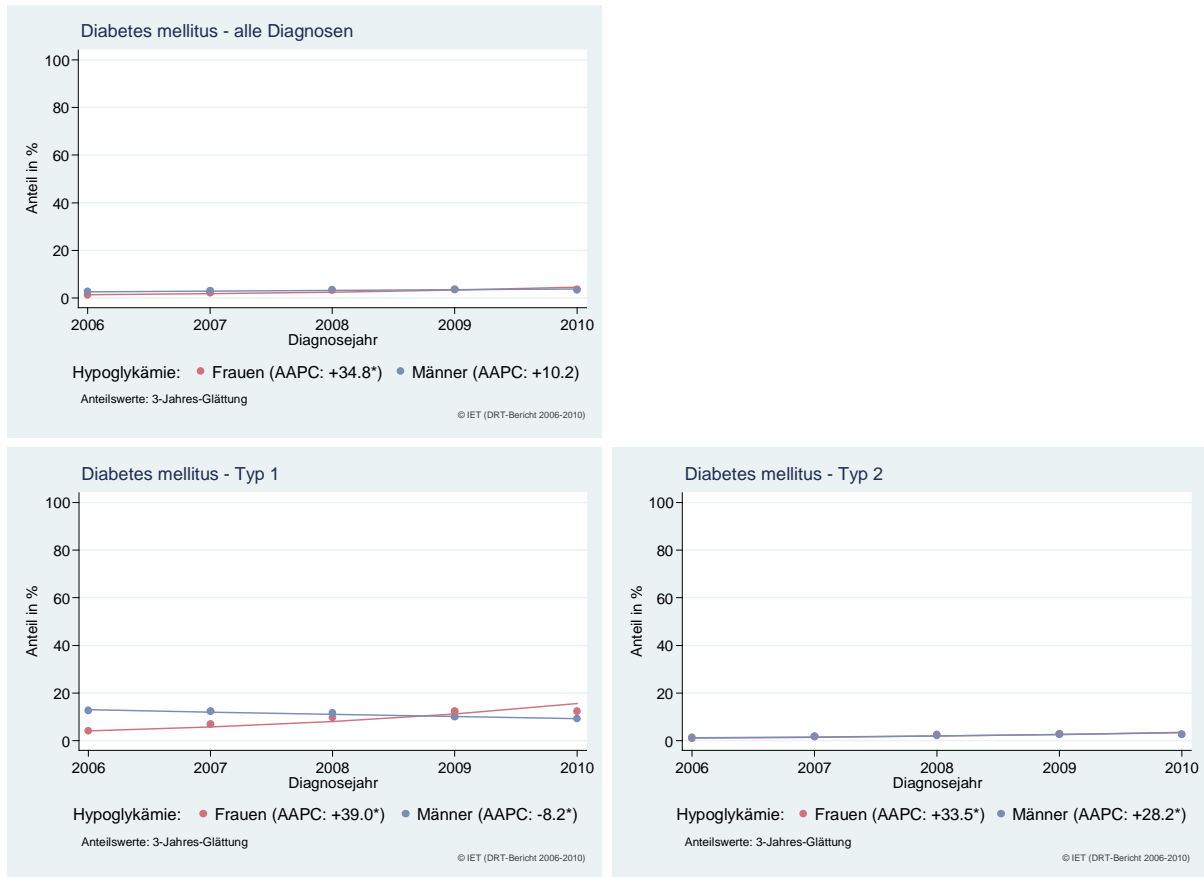 Diabetes mellitus - alle Diagnosen
100
80
60
40
20
0
Anteil in %
2006 2007 2008 2009 2010
Diagnosejahr
Hypoglykämie: Frauen (AAPC: +34.8*) Männer (AAPC: +10.2)
Anteilswerte: 3-Jahres-Glättung
© IET (DRT-Bericht 2006-2010)
Diabetes mellitus - Typ 1
100
80
60
40
20
0
Anteil in %
2006 2007 2008 2009 2010
Diagnosejahr
Hypoglykämie: Frauen (AAPC: +39.0*) Männer (AAPC: -8.2*)
Anteilswerte: 3-Jahres-Glättung
© IET (DRT-Bericht 2006-2010)
Diabetes mellitus - Typ 2
100
80
60
40
20
0
Anteil in %
2006 2007 2008 2009 2010
Diagnosejahr
Hypoglykämie: Frauen (AAPC: +33.5*) Männer (AAPC: +28.2*)
Anteilswerte: 3-Jahres-Glättung
© IET (DRT-Bericht 2006-2010)